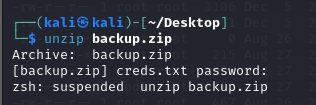 ┌──(kali㉿kali)-[~/Desktop]
└─$ unzip backup.zip
Archive:  backup.zip
[backup.zip] creds.txt password:
zsh: suspended  unzip backup.zip